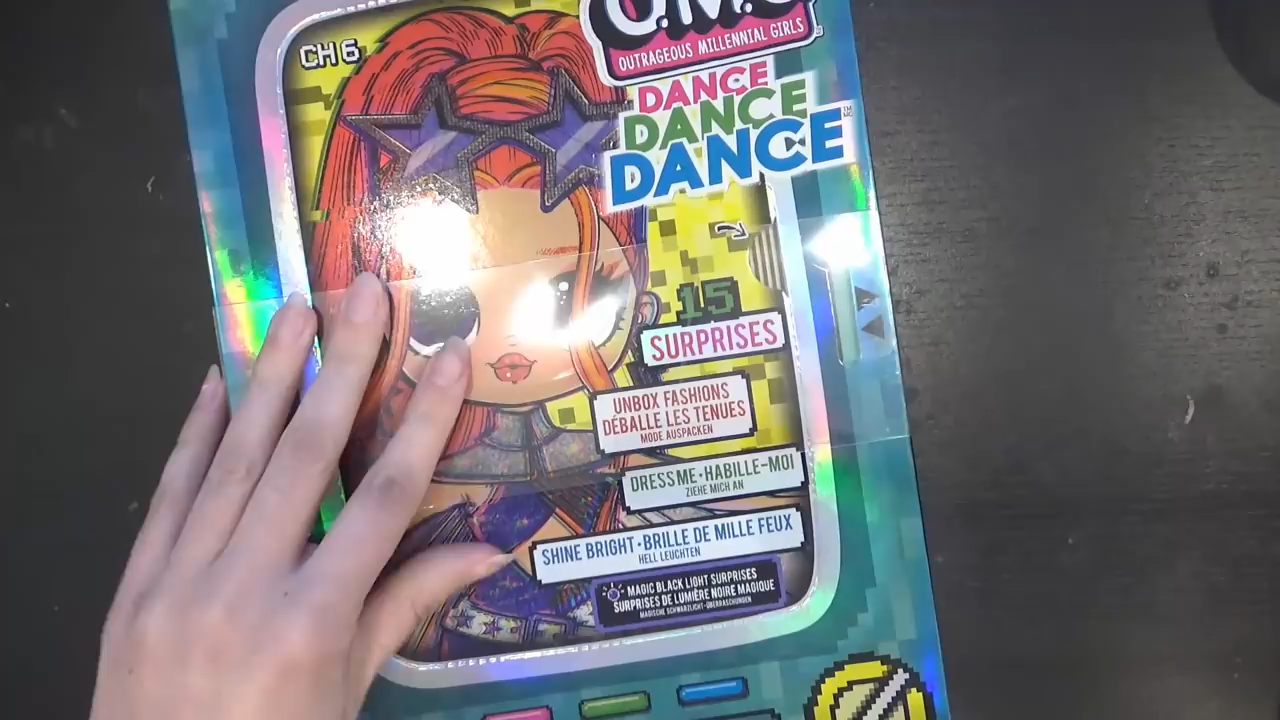 CH 6
O.M.G
OUTRAGEOUS MILLENNIAL GIRLS
DANCE
DANCE
DANCE
15
SURPRISES
UNBOX FASHIONS
DÉBALLE LES TENUES
MODE AUSPACKEN
DRESS ME • HABILLE-MOI
ZIEHE MICH AN
SHINE BRIGHT • BRILLE DE MILLE FEUX
HELL LEUCHTEN
MAGIC BLACK LIGHT SURPRISES
SURPRISES DE LUMIÈRE NOIRE MAGIQUE
MAGISCHE SCHWARZLICHT-ÜBERRASCHUNGEN